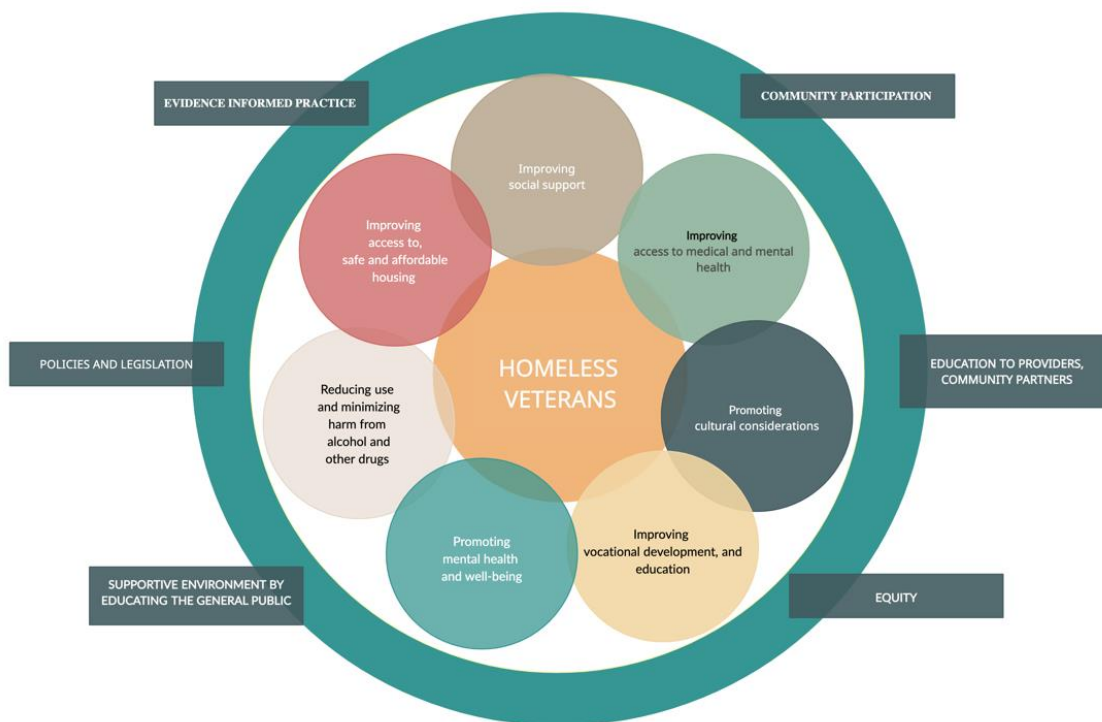 EVIDENCE INFORMED PRACTICE
COMMUNITY PARTICIPATION
Improving
social support
Improving
access to,
safe and affordable
housing
Improving
access to medical and mental
health
POLICIES AND LEGISLATION
HOMELESS
VETERANS
EDUCATION TO PROVIDERS,
COMMUNITY PARTNERS
Reducing use
and minimizing
harm from
alcohol and
other drugs
Promoting
cultural considerations
Promoting
mental health
and well-being
Improving
vocational development, and
education
SUPPORTIVE ENVIRONMENT BY
EDUCATING THE GENERAL PUBLIC
EQUITY